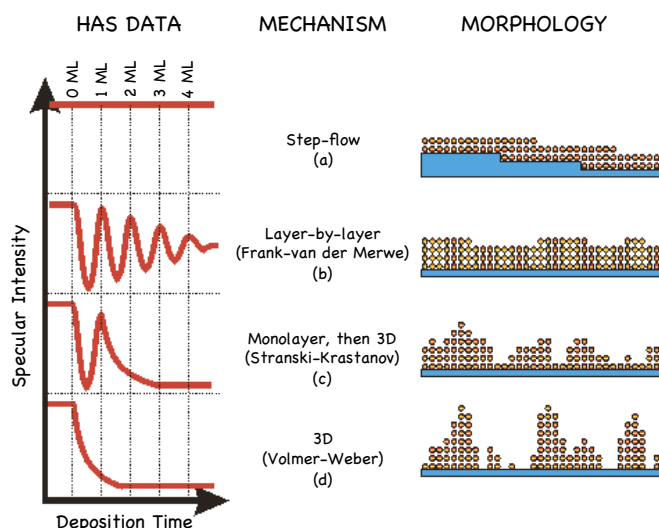 HAS DATA
MECHANISM
MORPHOLOGY
0 ML
1 ML
2 ML
3 ML
4 ML
Specular Intensity
Step-flow
(a)
Layer-by-layer
(Frank-van der Merwe)
(b)
Monolayer, then 3D
(Stranski-Krastanov)
(c)
3D
(Volmer-Weber)
(d)
Deposition Time